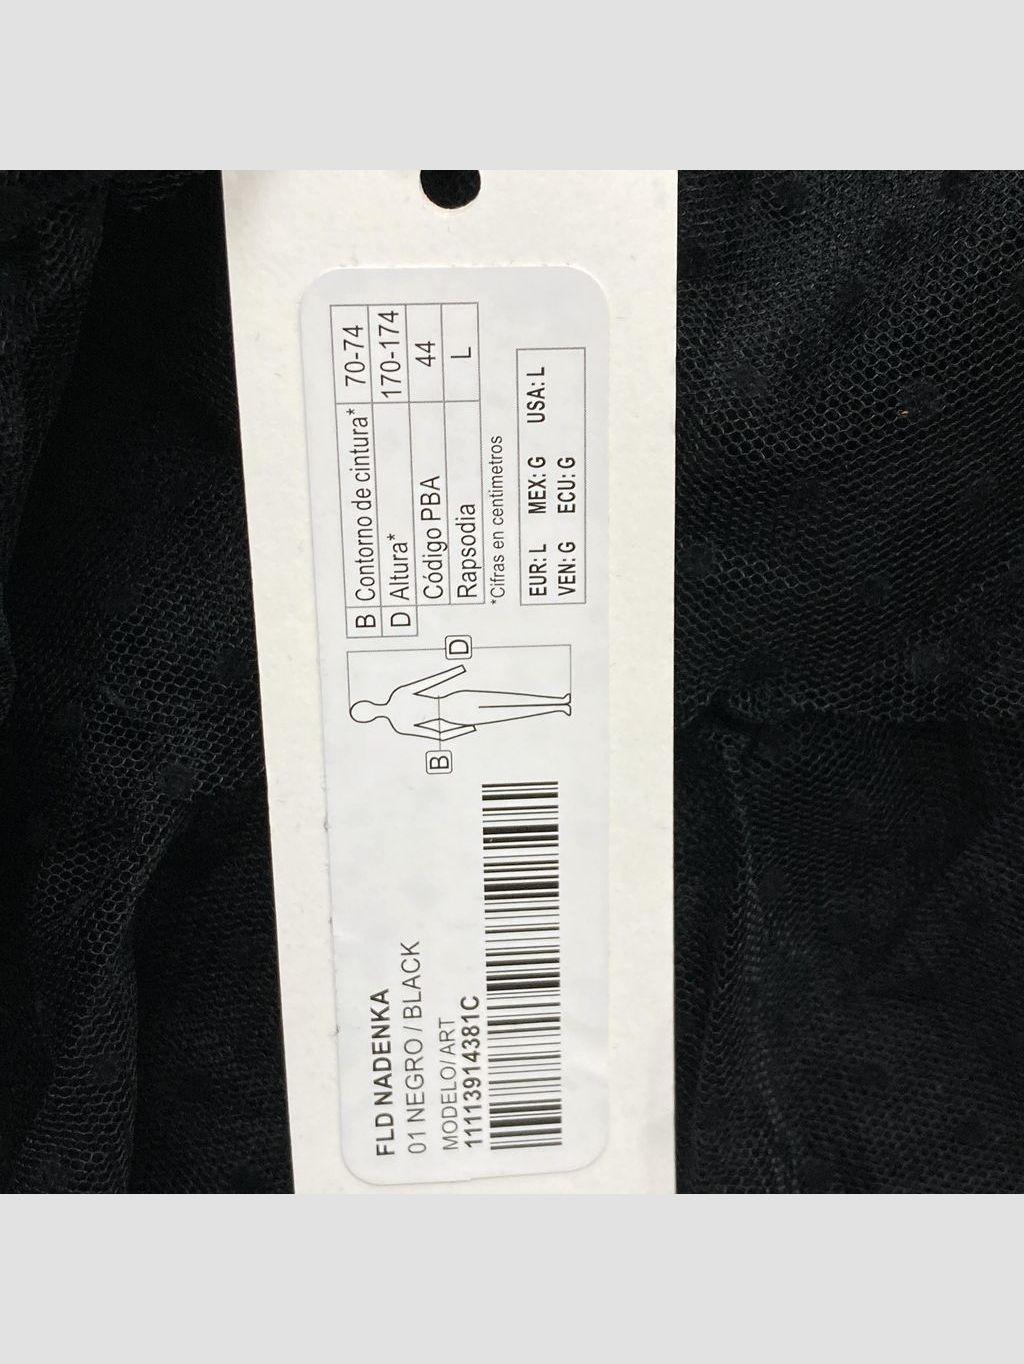 FLD NADENKA
01 NEGRO / BLACK
MODELO/ART
11113914381C
B
D
B Contorno de cintura* 70-74
D Altura* 170-174
Código PBA 44
Rapsodia L
*Cifras en centimetros
EUR: L MEX: G USA: L
VEN: G ECU: G